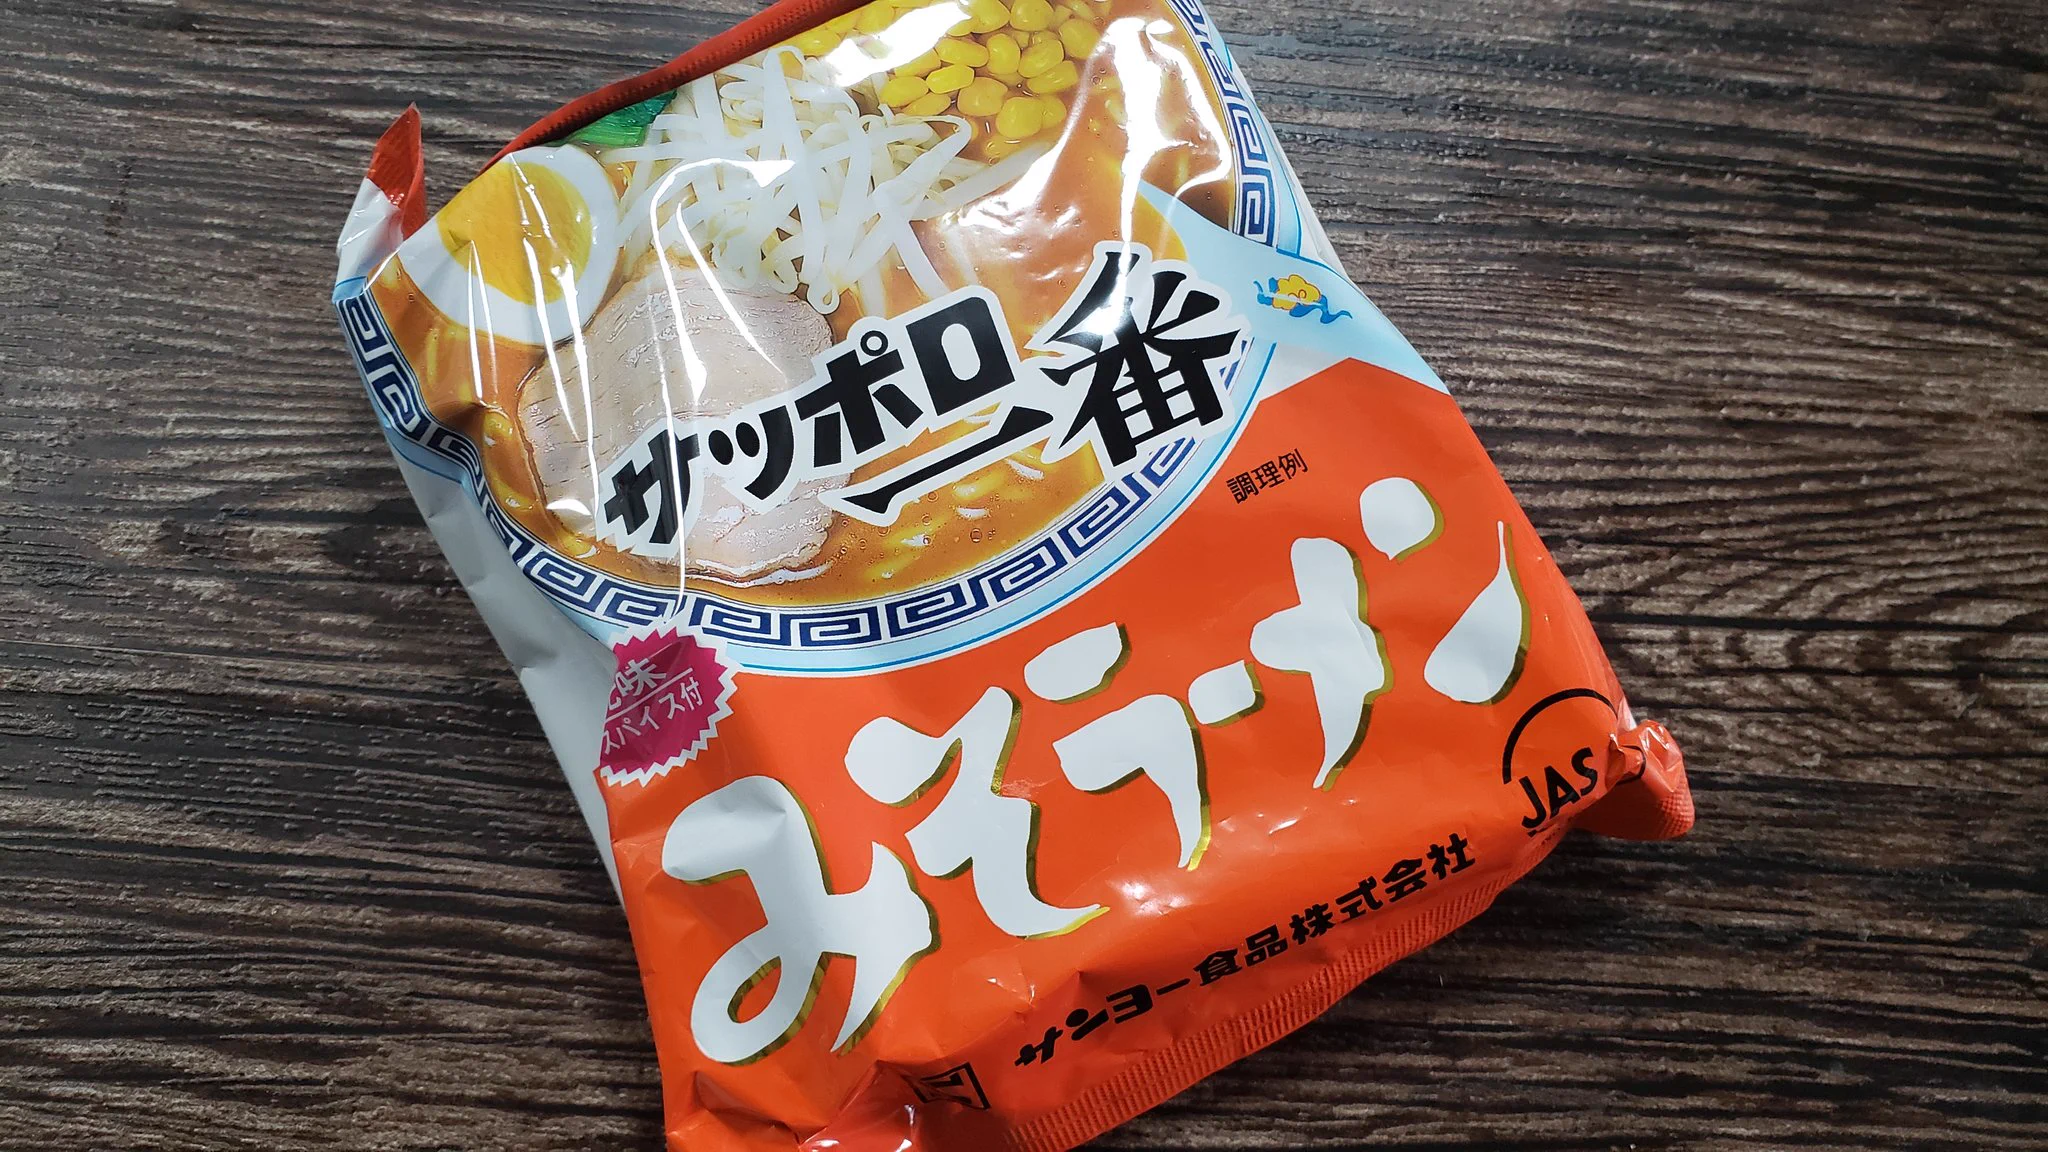 サッポロ一番
調理例
味
スパイス付
みそラーメン
JAS
サンヨー食品株式会社